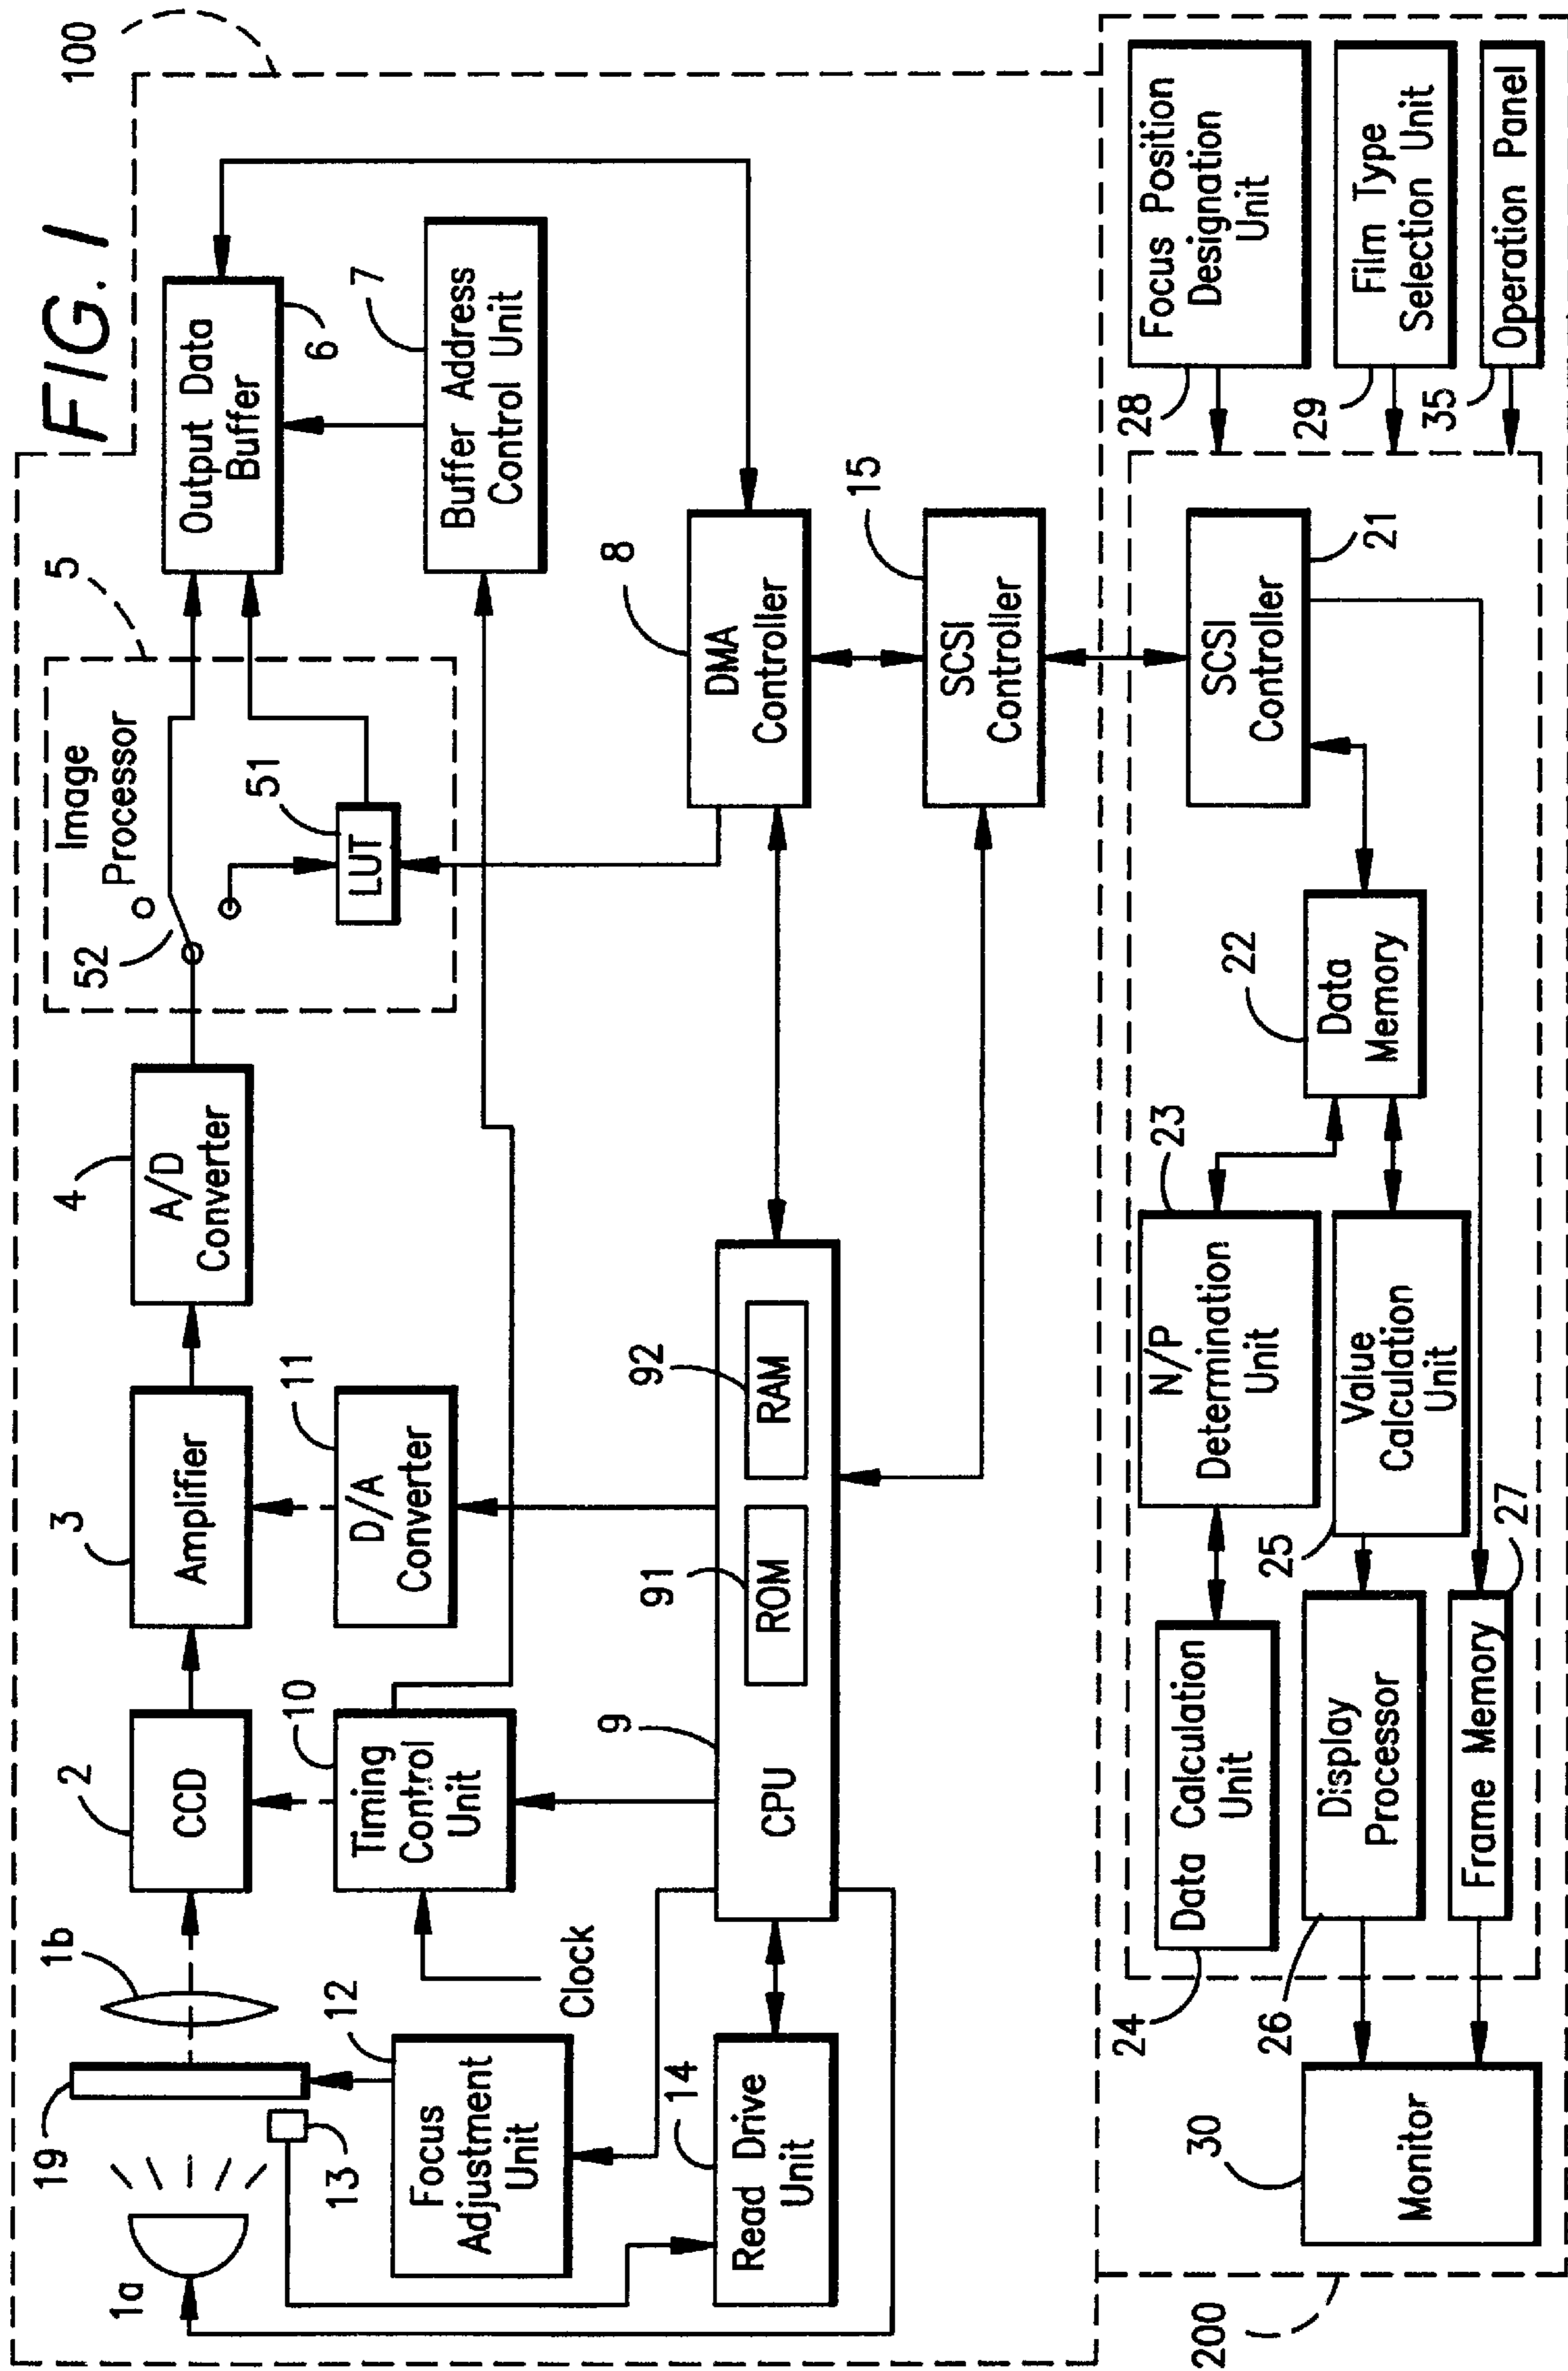 FIG. 1
100
1a
19
1b
2
CCD
3
Amplifier
4
A/D
Converter
52
Image
Processor
5
51
LUT
Output Data
Buffer
6
13
12
Focus
Adjustment
Unit
10
Timing
Control
Unit
Clock
11
D/A
Converter
7
Buffer Address
Control Unit
14
Read Drive
Unit
9
CPU
91
ROM
92
RAM
8
DMA
Controller
15
SCSI
Controller
200
30
Monitor
24
Data Calculation
Unit
26
Display
Processor
Frame Memory
27
23
N/P
Determination
Unit
25
Value
Calculation
Unit
22
Data
Memory
SCSI
Controller
21
28
Focus Position
Designation
Unit
29
Film Type
Selection Unit
35
Operation Panel